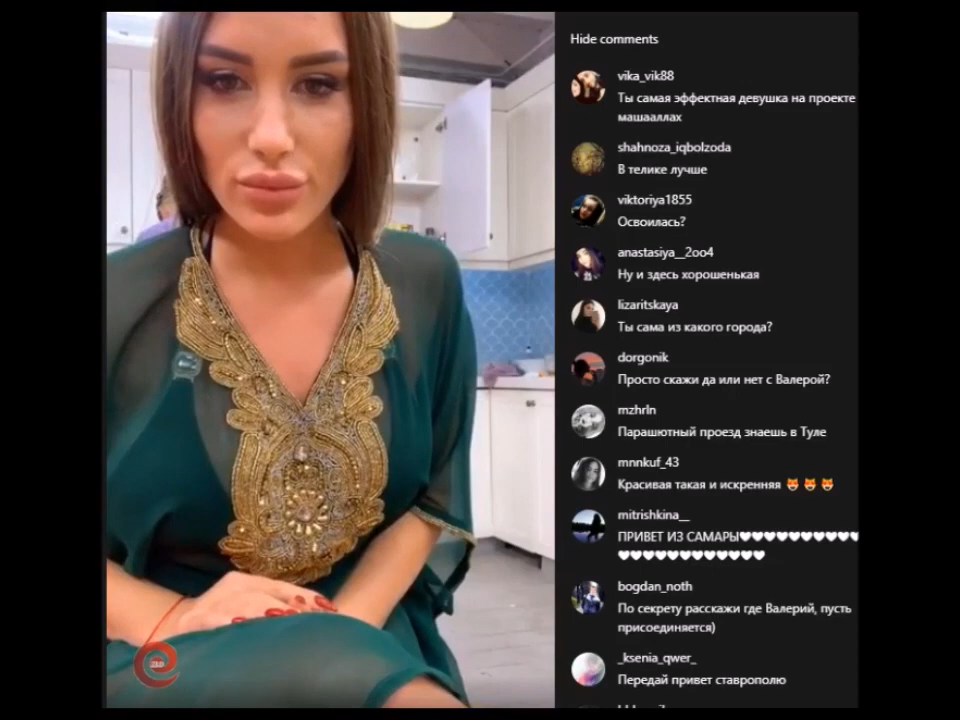 Hide comments
vika_vik88
Ты самая эффектная девушка на проекте
машааллах
shahnoza_iqbolzoda
В телике лучше
viktoriya1855
Освоилась?
anastasiya__2oo4
Ну и здесь хорошенькая
lizaritskaya
Ты сама из какого города?
dorgonik
Просто скажи да или нет с Валерой?
mzhrln
Парашютный проезд знаешь в Туле
mnnkuf_43
Красивая такая и искренняя 😻 😻 😻
mitrishkina__
ПРИВЕТ ИЗ САМАРЫ🤍🤍🤍🤍🤍🤍🤍🤍🤍🤍
🤍🤍🤍🤍🤍🤍🤍🤍🤍🤍🤍🤍
bogdan_noth
По секрету расскажи где Валерий, пусть
присоединяется)
_ksenia_qwer_
Передай привет ставрополю